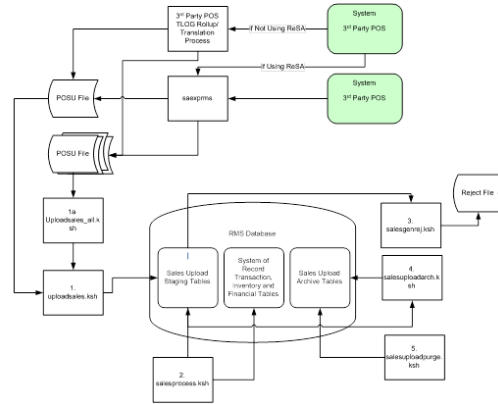 3rd Party POS
TLOG Rollup/
Translation
Process
If Not Using ReSA
System
3rd Party POS
If Using ReSA
System
3rd Party POS
POSU File
saexprms
POSU File
1a
Uploadsales_all.k
sh
1.
uploadsales.ksh
RMS Database
Sales Upload
Staging Tables
System of
Record
Transaction,
Inventory and
Financial Tables
Sales Upload
Archive Tables
2.
salesprocess.ksh
3.
salesgenrej.ksh
Reject File
4.
salesuploadarch.k
sh
5.
salesuploadpurge.
ksh